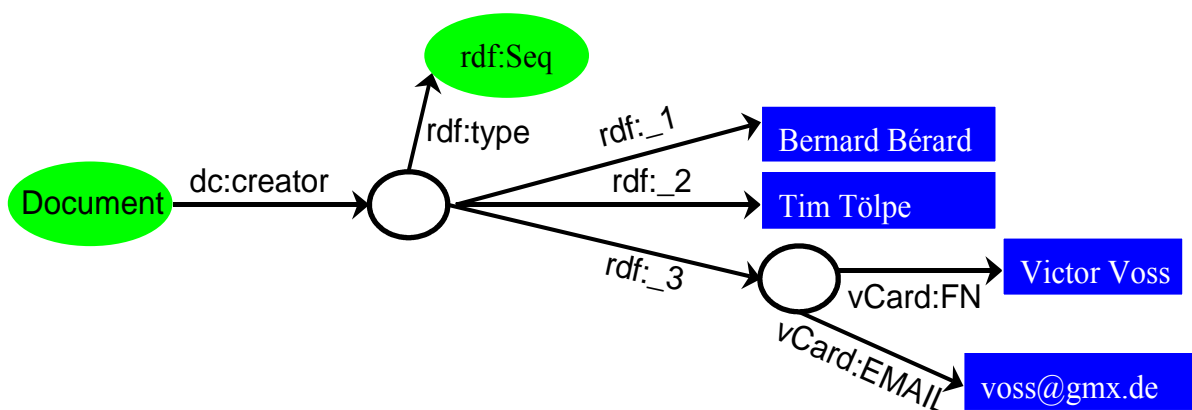 rdf:Seq
rdf:type
rdf:_1
Bernard Bérard
dc:creator
rdf:_2
Document
Tim Tölpe
rdf:_3
Victor Voss
vCard:FN
vCard:EMAIL
voss@gmx.de